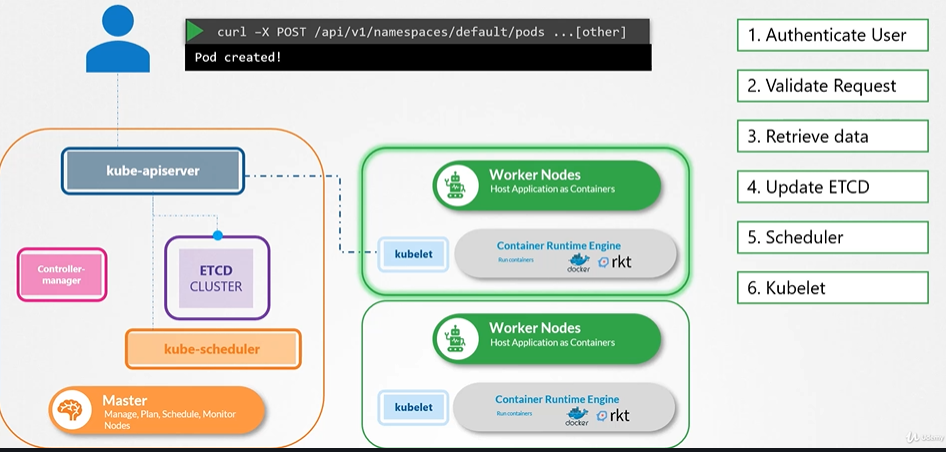 curl –X POST /api/v1/namespaces/default/pods ...[other]
Pod created!
1. Authenticate User
2. Validate Request
3. Retrieve data
4. Update ETCD
5. Scheduler
6. Kubelet
kube-apiserver
Controller-
manager
ETCD
CLUSTER
kube-scheduler
Master
Manage, Plan, Schedule, Monitor
Nodes
Worker Nodes
Host Application as Containers
kubelet
Container Runtime Engine
Run containers
docker
rkt
Worker Nodes
Host Application as Containers
kubelet
Container Runtime Engine
Run containers
docker
rkt
Udemy